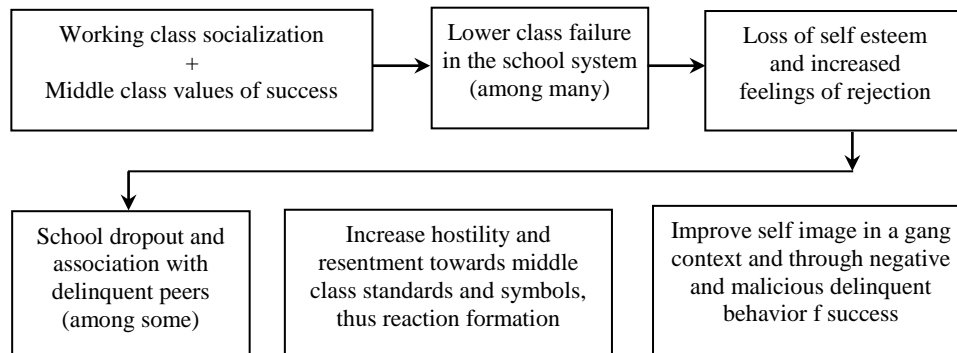 Working class socialization
+
Middle class values of success
Lower class failure
in the school system
(among many)
Loss of self esteem
and increased
feelings of rejection
School dropout and
association with
delinquent peers
(among some)
Increase hostility and
resentment towards middle
class standards and symbols,
thus reaction formation
Improve self image in a gang
context and through negative
and malicious delinquent
behavior f success